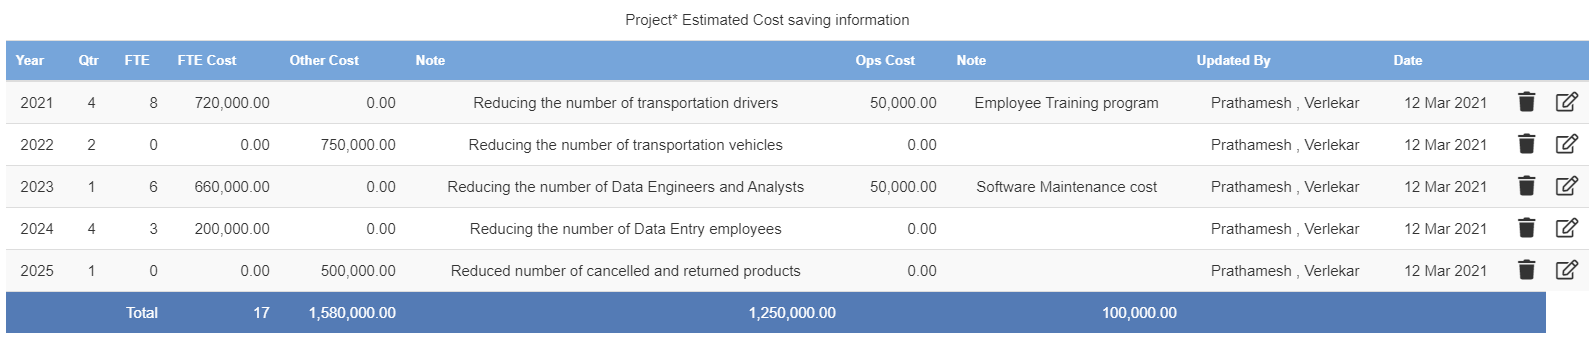 Project* Estimated Cost saving information
Year Qtr FTE FTE Cost Other Cost Note Ops Cost Note Updated By Date
2021 4 8 720,000.00 0.00 Reducing the number of transportation drivers 50,000.00 Employee Training program Prathamesh , Verlekar 12 Mar 2021
2022 2 0 0.00 750,000.00 Reducing the number of transportation vehicles 0.00 Prathamesh , Verlekar 12 Mar 2021
2023 1 6 660,000.00 0.00 Reducing the number of Data Engineers and Analysts 50,000.00 Software Maintenance cost Prathamesh , Verlekar 12 Mar 2021
2024 4 3 200,000.00 0.00 Reducing the number of Data Entry employees 0.00 Prathamesh , Verlekar 12 Mar 2021
2025 1 0 0.00 500,000.00 Reduced number of cancelled and returned products 0.00 Prathamesh , Verlekar 12 Mar 2021
Total 17 1,580,000.00 1,250,000.00 100,000.00